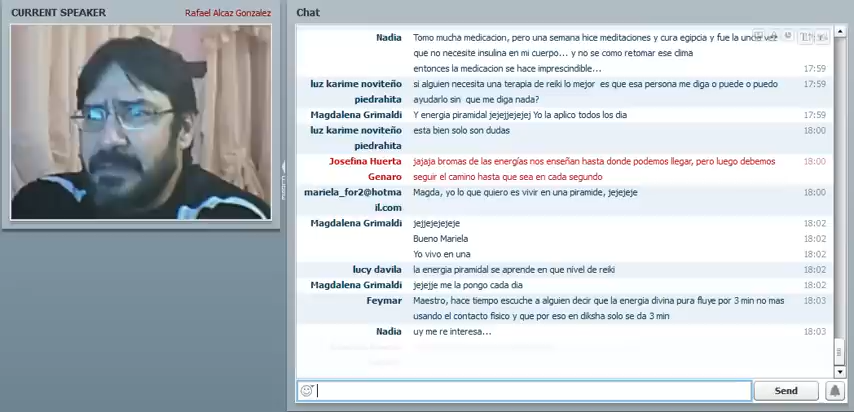 CURRENT SPEAKER
Rafael Alcaz Gonzalez
Chat
Nadia
Tomo mucha medicacion, pero una semana hice meditaciones y cura egipcia y fue la unica vez
que no necesite insulina en mi cuerpo... y no se como retomar ese clima
entonces la medicacion se hace imprescindible...
17:59
luz karime noviteño
piedrahita
si alguien necesita una terapia de reiki lo mejor es que esa persona me diga o puede o puedo
17:59
ayudarlo sin que me diga nada?
Magdalena Grimaldi
Y energia piramidal jejejjejejej Yo la aplico todos los dia
17:59
luz karime noviteño
piedrahita
esta bien solo son dudas
18:00
Josefina Huerta
Genaro
jajaja bromas de las energías nos enseñan hasta donde podemos llegar, pero luego debemos
18:00
seguir el camino hasta que sea en cada segundo
mariela_for2@hotma
il.com
Magda, yo lo que quiero es vivir en una piramide, jejejeje
18:00
Magdalena Grimaldi
jejjejejejeje
18:02
Bueno Mariela
18:02
Yo vivo en una
18:02
lucy davila
la energia piramidal se aprende en que nivel de reiki
18:02
Magdalena Grimaldi
jejejje me la pongo cada dia
18:02
Feymar
Maestro, hace tiempo escuche a alguien decir que la energia divina pura fluye por 3 min no mas
18:03
usando el contacto fisico y que por eso en diksha solo se da 3 min
Nadia
uy me re interesa...
18:03
Send